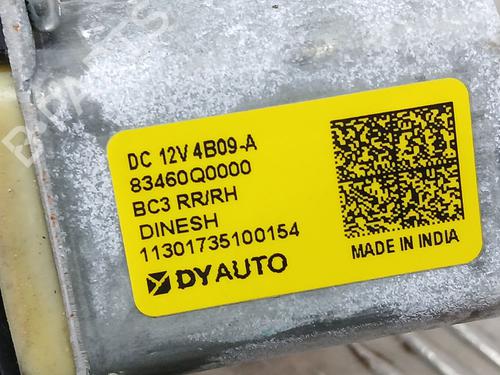 DC 12V 4B09-A
83460Q0000
BC3 RR/RH
DINESH
11301735100154
DYAUTO
MADE IN INDIA